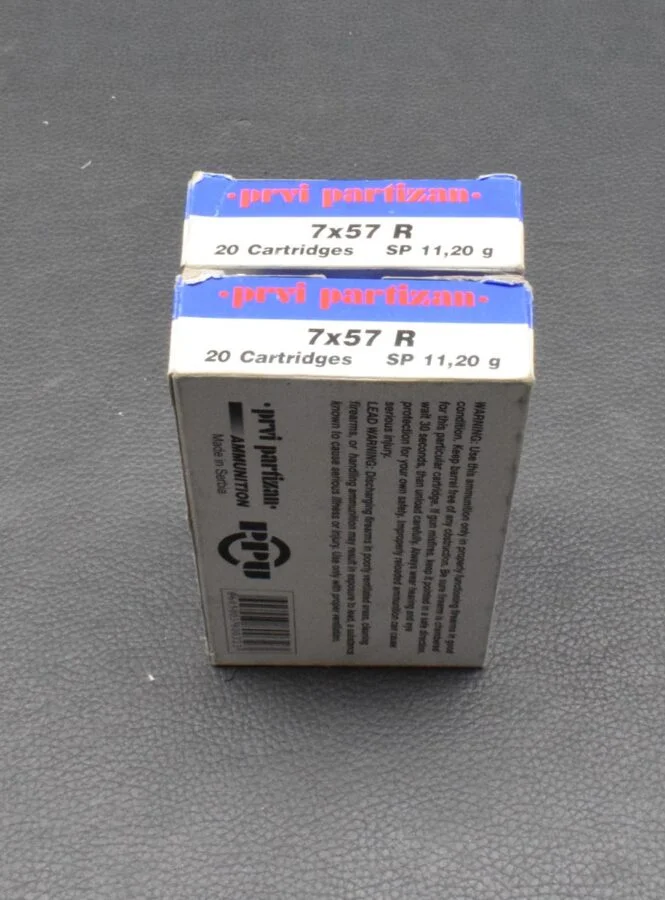 ·prvi partizan·
7x57 R
20 Cartridges SP 11,20 g
·prvi partizan·
7x57 R
20 Cartridges SP 11,20 g
WARNING: Use this ammunition only in properly functioning firearms in good
condition. Keep barrel free of any obstruction. Be sure firearm is chambered
for this particular cartridge. If gun misfires, keep it pointed in a safe direction
wait 30 seconds, than unload carefully. Always wear hearing and eye
protection for your own safety. Improperly reloaded ammunition can cause
serious injury.
LEAD WARNING: Discharging firearms in poorly ventilated areas, cleaning
firearms, or handling ammunition may result in exposure to lead, a substance
known to cause serious illness or injury. Use only with proper ventilation.
·prvi partizan·
AMMUNITION
Made in Serbia
PPU